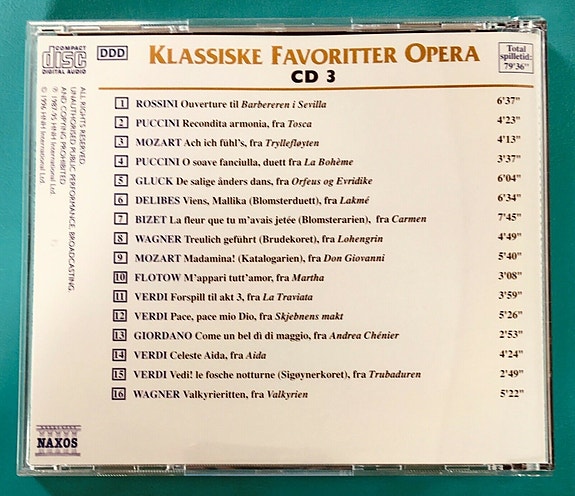 COMPACT
disc
DIGITAL AUDIO
DDD
KLASSISKE FAVORITTER OPERA
CD 3
Total
spilletid:
79'36"
1 ROSSINI Ouverture til Barbereren i Sevilla 6'37"
2 PUCCINI Recondita armonia, fra Tosca 4'23"
3 MOZART Ach ich fühl's, fra Tryllefløyten 4'13"
4 PUCCINI O soave fanciulla, duett fra La Bohème 3'37"
5 GLUCK De salige ånders dans, fra Orfeus og Evridike 6'04"
6 DELIBES Viens, Mallika (Blomsterduett), fra Lakmé 6'34"
7 BIZET La fleur que tu m'avais jetée (Blomsterarien), fra Carmen 7'45"
8 WAGNER Treulich geführt (Brudekoret), fra Lohengrin 4'49"
9 MOZART Madamina! (Katalogarien), fra Don Giovanni 5'40"
10 FLOTOW M'appari tutt'amor, fra Martha 3'08"
11 VERDI Forspill til akt 3, fra La Traviata 3'59"
12 VERDI Pace, pace mio Dio, fra Skjebnens makt 5'26"
13 GIORDANO Come un bel dì di maggio, fra Andrea Chénier 2'53"
14 VERDI Celeste Aida, fra Aida 4'24"
15 VERDI Vedi! le fosche notturne (Sigøynerkoret), fra Trubaduren 2'49"
16 WAGNER Valkyrieritten, fra Valkyrien 5'22"
ALL RIGHTS RESERVED.
UNAUTHORISED PUBLIC PERFORMANCE, BROADCASTING
AND COPYING PROHIBITED
℗ 1987-95 HNH International Ltd.
© 1996 HNH International Ltd.
NAXOS